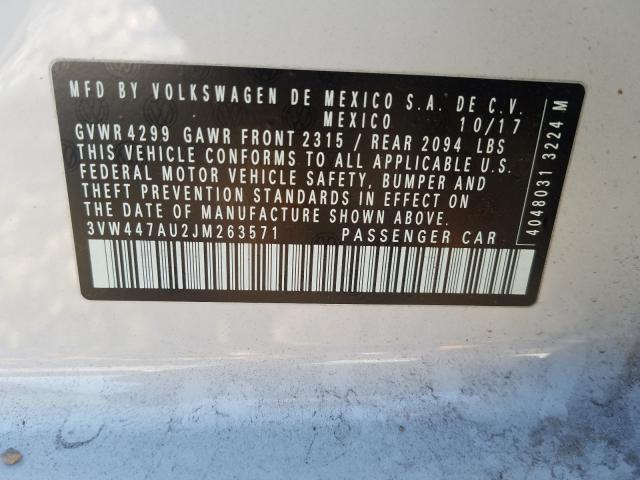 MFD BY VOLKSWAGEN DE MEXICO S.A. DE C.V.
MEXICO 10/17
GVWR 4299 GAWR FRONT 2315 / REAR 2094 LBS
THIS VEHICLE CONFORMS TO ALL APPLICABLE U.S.
FEDERAL MOTOR VEHICLE SAFETY, BUMPER AND
THEFT PREVENTION STANDARDS IN EFFECT ON
THE DATE OF MANUFACTURE SHOWN ABOVE.
3VW447AU2JM263571 PASSENGER CAR
4048031 3224 M